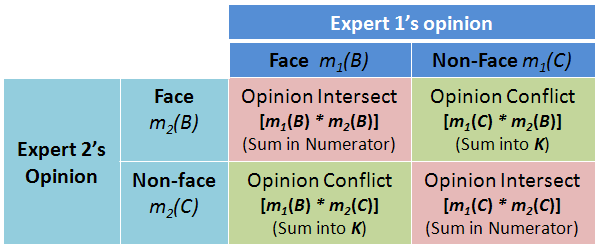 Expert 1's opinion
Face m₁(B)
Non-Face m₁(C)
Expert 2's
Opinion
Face
m₂(B)
Opinion Intersect
[m₁(B) * m₂(B)]
(Sum in Numerator)
Opinion Conflict
[m₁(C) * m₂(B)]
(Sum into K)
Non-face
m₂(C)
Opinion Conflict
[m₁(B) * m₂(C)]
(Sum into K)
Opinion Intersect
[m₁(C) * m₂(C)]
(Sum in Numerator)